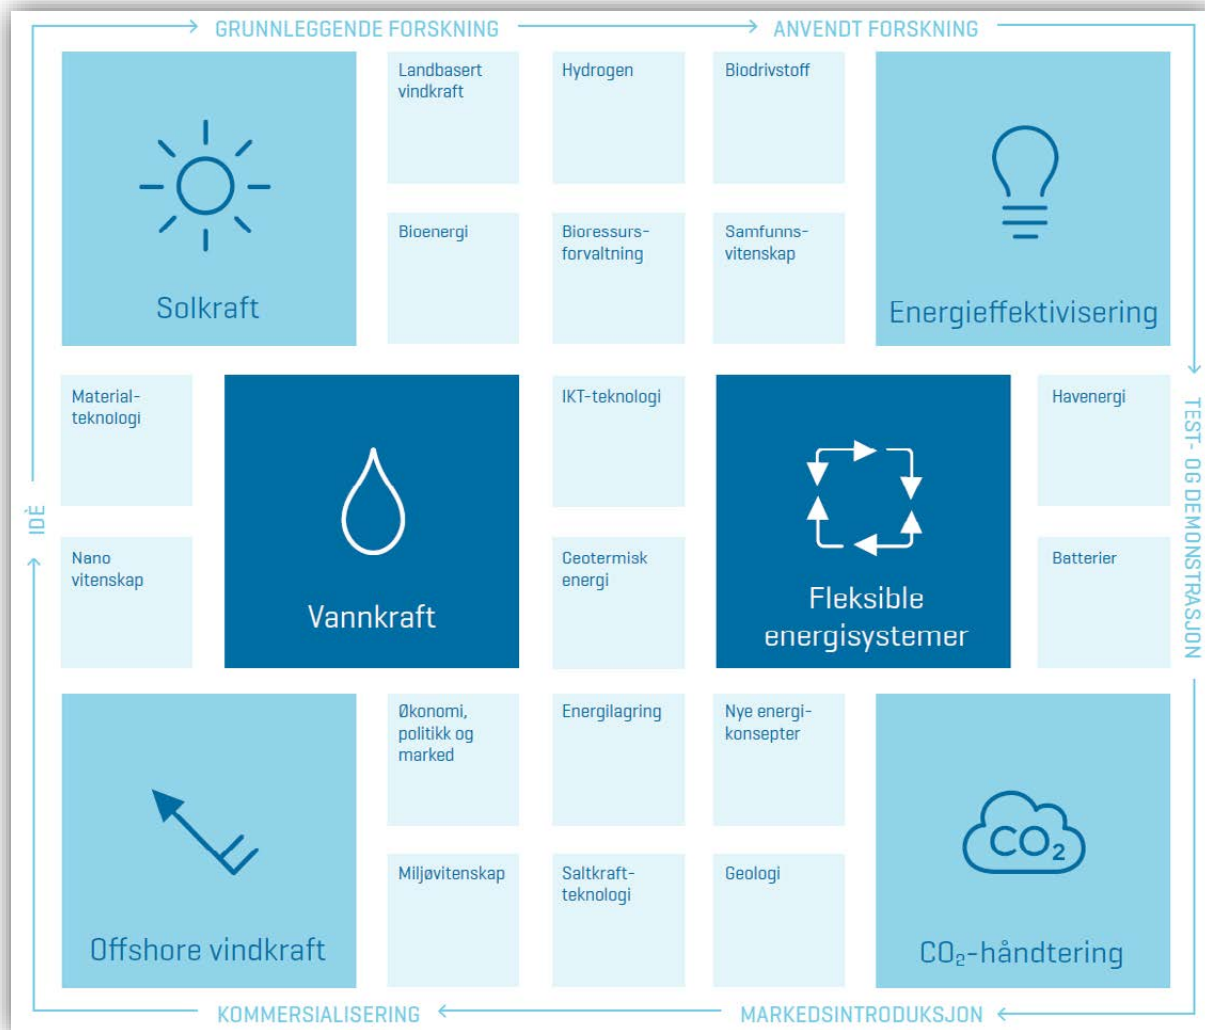 GRUNNLEGGENDE FORSKNING
ANVENDT FORSKNING
Solkraft
Landbasert
vindkraft
Hydrogen
Biodrivstoff
Bioenergi
Bioressurs-
forvaltning
Samfunns-
vitenskap
Energieffektivisering
Material-
teknologi
Nano
vitenskap
Vannkraft
IKT-teknologi
Geotermisk
energi
Fleksible
energisystemer
Havenergi
Batterier
IDÈ
TEST- OG DEMONSTRASJON
Offshore vindkraft
Økonomi,
politikk og
marked
Energilagring
Nye energi-
konsepter
Miljøvitenskap
Saltkraft-
teknologi
Geologi
CO₂
CO₂-håndtering
KOMMERSIALISERING
MARKEDSINTRODUKSJON